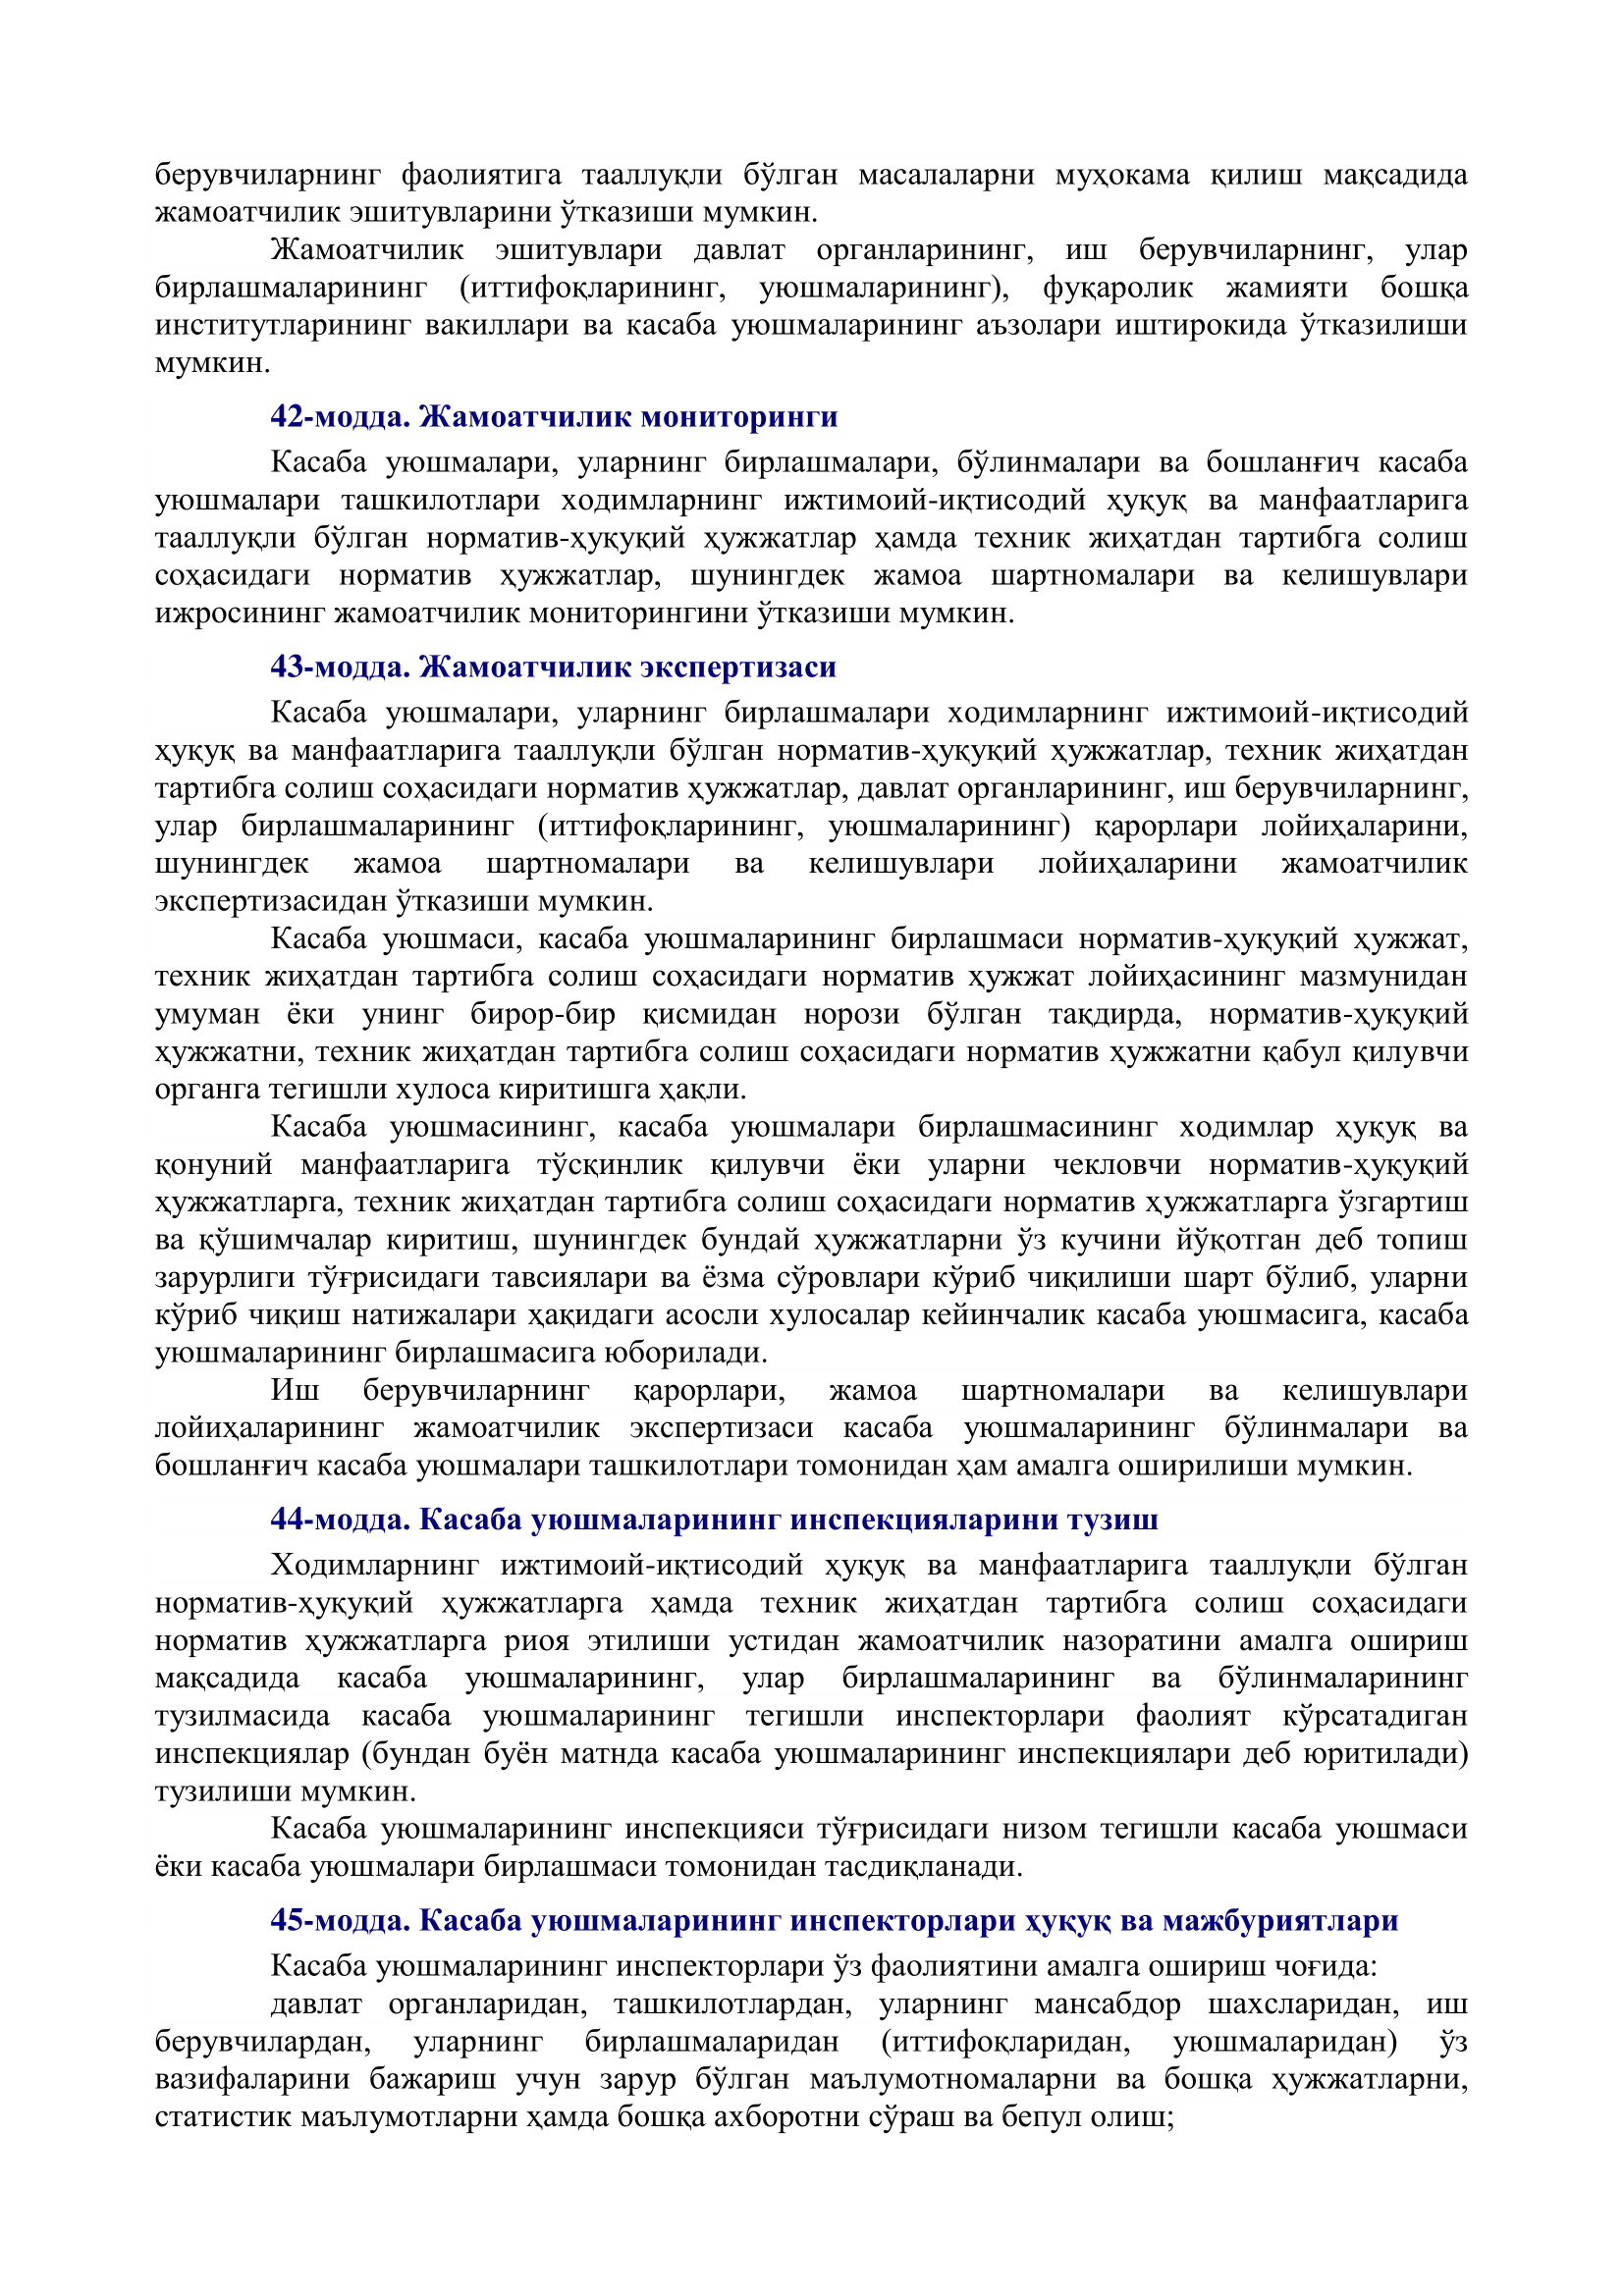 берувчиларнинг фаолиятига тааллуқли бўлган масалаларни муҳокама қилиш мақсадида
жамоатчилик эшитувларини ўтказиши мумкин.
Жамоатчилик эшитувлари давлат органларининг, иш берувчиларнинг, улар
бирлашмаларининг (иттифоқларининг, уюшмаларининг), фуқаролик жамияти бошқа
институтларининг вакиллари ва касаба уюшмаларининг аъзолари иштирокида ўтказилиши
мумкин.
42-модда. Жамоатчилик мониторинги
Касаба уюшмалари, уларнинг бирлашмалари, бўлинмалари ва бошланғич касаба
уюшмалари ташкилотлари ходимларнинг ижтимоий-иқтисодий ҳуқуқ ва манфаатларига
тааллуқли бўлган норматив-ҳуқуқий ҳужжатлар ҳамда техник жиҳатдан тартибга солиш
соҳасидаги норматив ҳужжатлар, шунингдек жамоа шартномалари ва келишувлари
ижросининг жамоатчилик мониторингини ўтказиши мумкин.
43-модда. Жамоатчилик экспертизаси
Касаба уюшмалари, уларнинг бирлашмалари ходимларнинг ижтимоий-иқтисодий
ҳуқуқ ва манфаатларига тааллуқли бўлган норматив-ҳуқуқий ҳужжатлар, техник жиҳатдан
тартибга солиш соҳасидаги норматив ҳужжатлар, давлат органларининг, иш берувчиларнинг,
улар бирлашмаларининг (иттифоқларининг, уюшмаларининг) қарорлари лойиҳаларини,
шунингдек жамоа шартномалари ва келишувлари лойиҳаларини жамоатчилик
экспертизасидан ўтказиши мумкин.
Касаба уюшмаси, касаба уюшмаларининг бирлашмаси норматив-ҳуқуқий ҳужжат,
техник жиҳатдан тартибга солиш соҳасидаги норматив ҳужжат лойиҳасининг мазмунидан
умуман ёки унинг бирор-бир қисмидан норози бўлган тақдирда, норматив-ҳуқуқий
ҳужжатни, техник жиҳатдан тартибга солиш соҳасидаги норматив ҳужжатни қабул қилувчи
органга тегишли хулоса киритишга ҳақли.
Касаба уюшмасининг, касаба уюшмалари бирлашмасининг ходимлар ҳуқуқ ва
қонуний манфаатларига тўсқинлик қилувчи ёки уларни чекловчи норматив-ҳуқуқий
ҳужжатларга, техник жиҳатдан тартибга солиш соҳасидаги норматив ҳужжатларга ўзгартиш
ва қўшимчалар киритиш, шунингдек бундай ҳужжатларни ўз кучини йўқотган деб топиш
зарурлиги тўғрисидаги тавсиялари ва ёзма сўровлари кўриб чиқилиши шарт бўлиб, уларни
кўриб чиқиш натижалари ҳақидаги асосли хулосалар кейинчалик касаба уюшмасига, касаба
уюшмаларининг бирлашмасига юборилади.
Иш берувчиларнинг қарорлари, жамоа шартномалари ва келишувлари
лойиҳаларининг жамоатчилик экспертизаси касаба уюшмаларининг бўлинмалари ва
бошланғич касаба уюшмалари ташкилотлари томонидан ҳам амалга оширилиши мумкин.
44-модда. Касаба уюшмаларининг инспекцияларини тузиш
Ходимларнинг ижтимоий-иқтисодий ҳуқуқ ва манфаатларига тааллуқли бўлган
норматив-ҳуқуқий ҳужжатларга ҳамда техник жиҳатдан тартибга солиш соҳасидаги
норматив ҳужжатларга риоя этилиши устидан жамоатчилик назоратини амалга ошириш
мақсадида касаба уюшмаларининг, улар бирлашмаларининг ва бўлинмаларининг
тузилмасида касаба уюшмаларининг тегишли инспекторлари фаолият кўрсатадиган
инспекциялар (бундан буён матнда касаба уюшмаларининг инспекциялари деб юритилади)
тузилиши мумкин.
Касаба уюшмаларининг инспекцияси тўғрисидаги низом тегишли касаба уюшмаси
ёки касаба уюшмалари бирлашмаси томонидан тасдиқланади.
45-модда. Касаба уюшмаларининг инспекторлари ҳуқуқ ва мажбуриятлари
Касаба уюшмаларининг инспекторлари ўз фаолиятини амалга ошириш чоғида:
давлат органларидан, ташкилотлардан, уларнинг мансабдор шахсларидан, иш
берувчилардан, уларнинг бирлашмаларидан (иттифоқларидан, уюшмаларидан) ўз
вазифаларини бажариш учун зарур бўлган маълумотномаларни ва бошқа ҳужжатларни,
статистик маълумотларни ҳамда бошқа ахборотни сўраш ва бепул олиш;